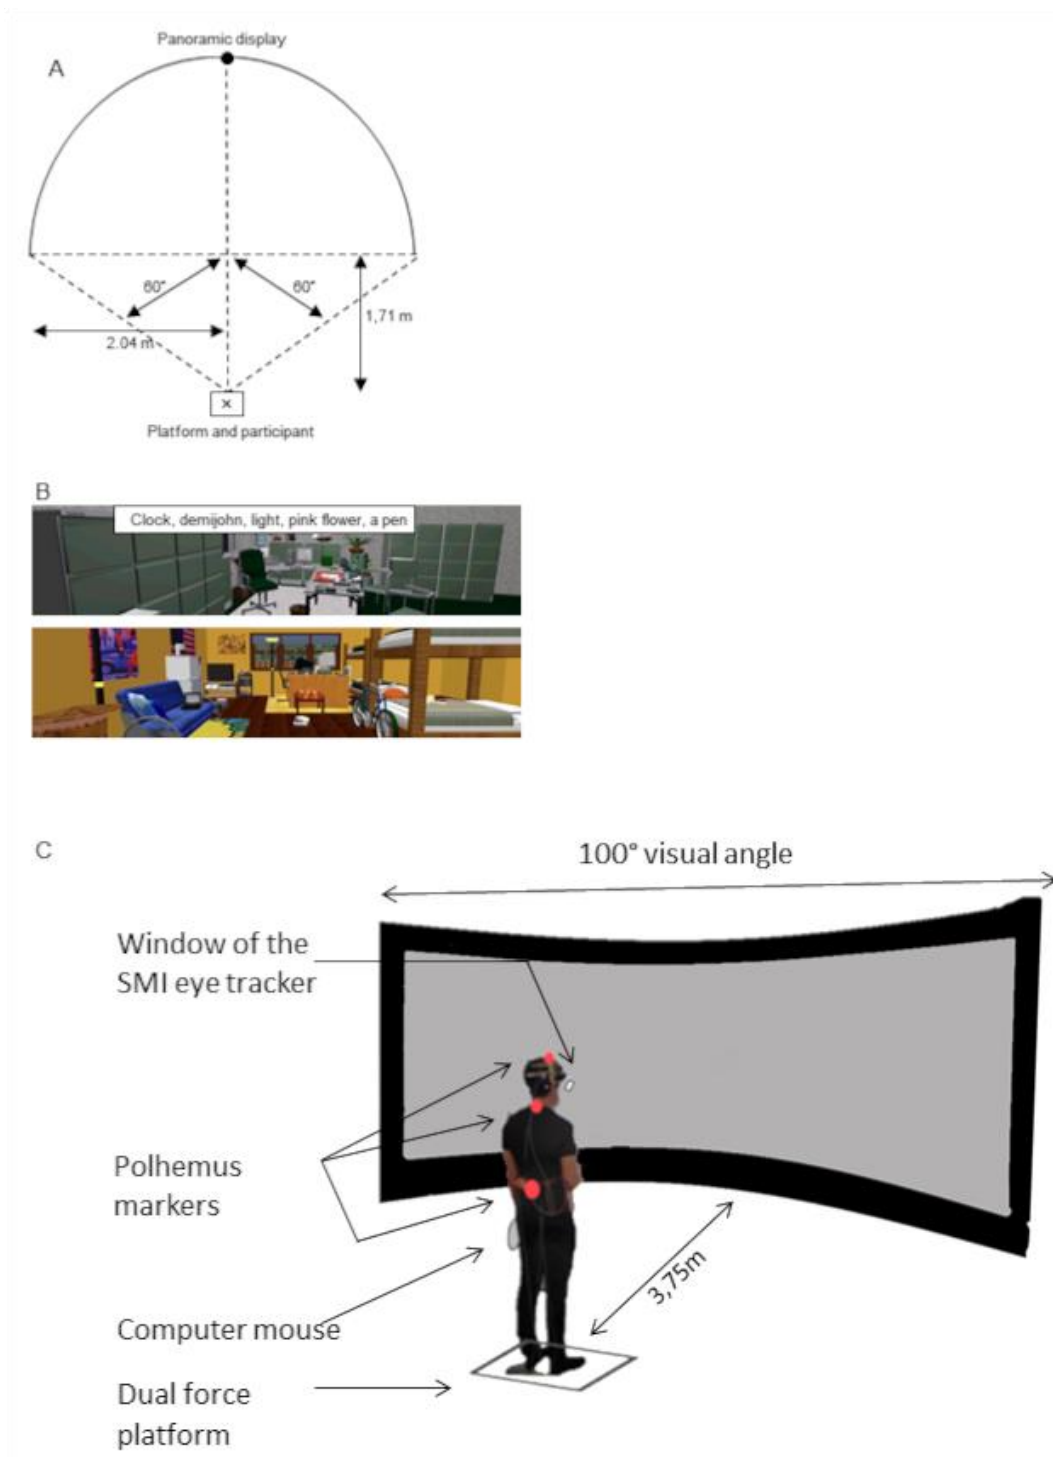 Panoramic display
A
60°
60°
1,71 m
2.04 m
×
Platform and participant
B
Clock, demijohn, light, pink flower, a pen
C
100° visual angle
Window of the
SMI eye tracker
Polhemus
markers
3,75m
Computer mouse
Dual force
platform